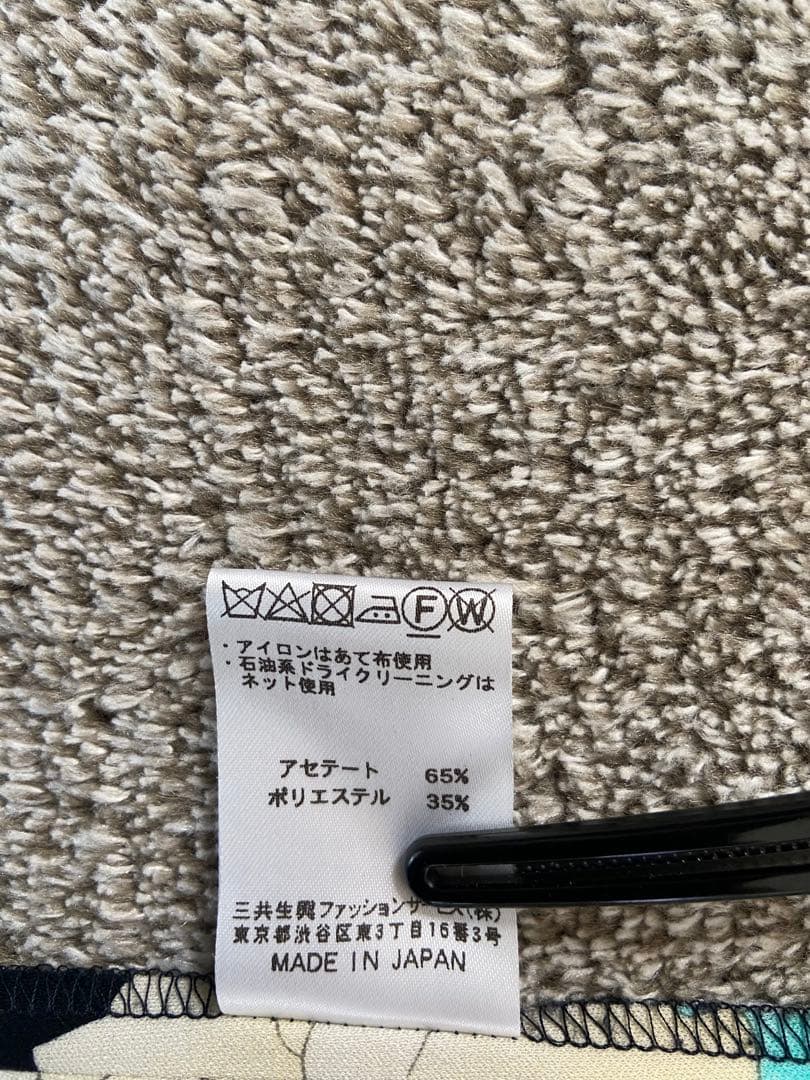 F W
・アイロンはあて布使用
・石油系ドライクリーニングは
ネット使用
アセテート 65%
ポリエステル 35%
三共生興ファッションサービス(株)
東京都渋谷区東3丁目16番3号
MADE IN JAPAN